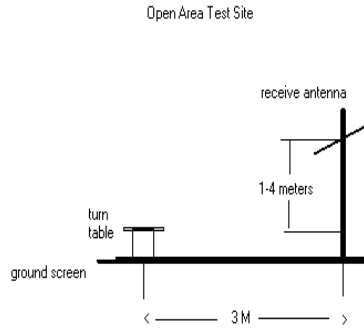 Open Area Test Site
receive antenna
1-4 meters
turn
table
ground screen
3 M